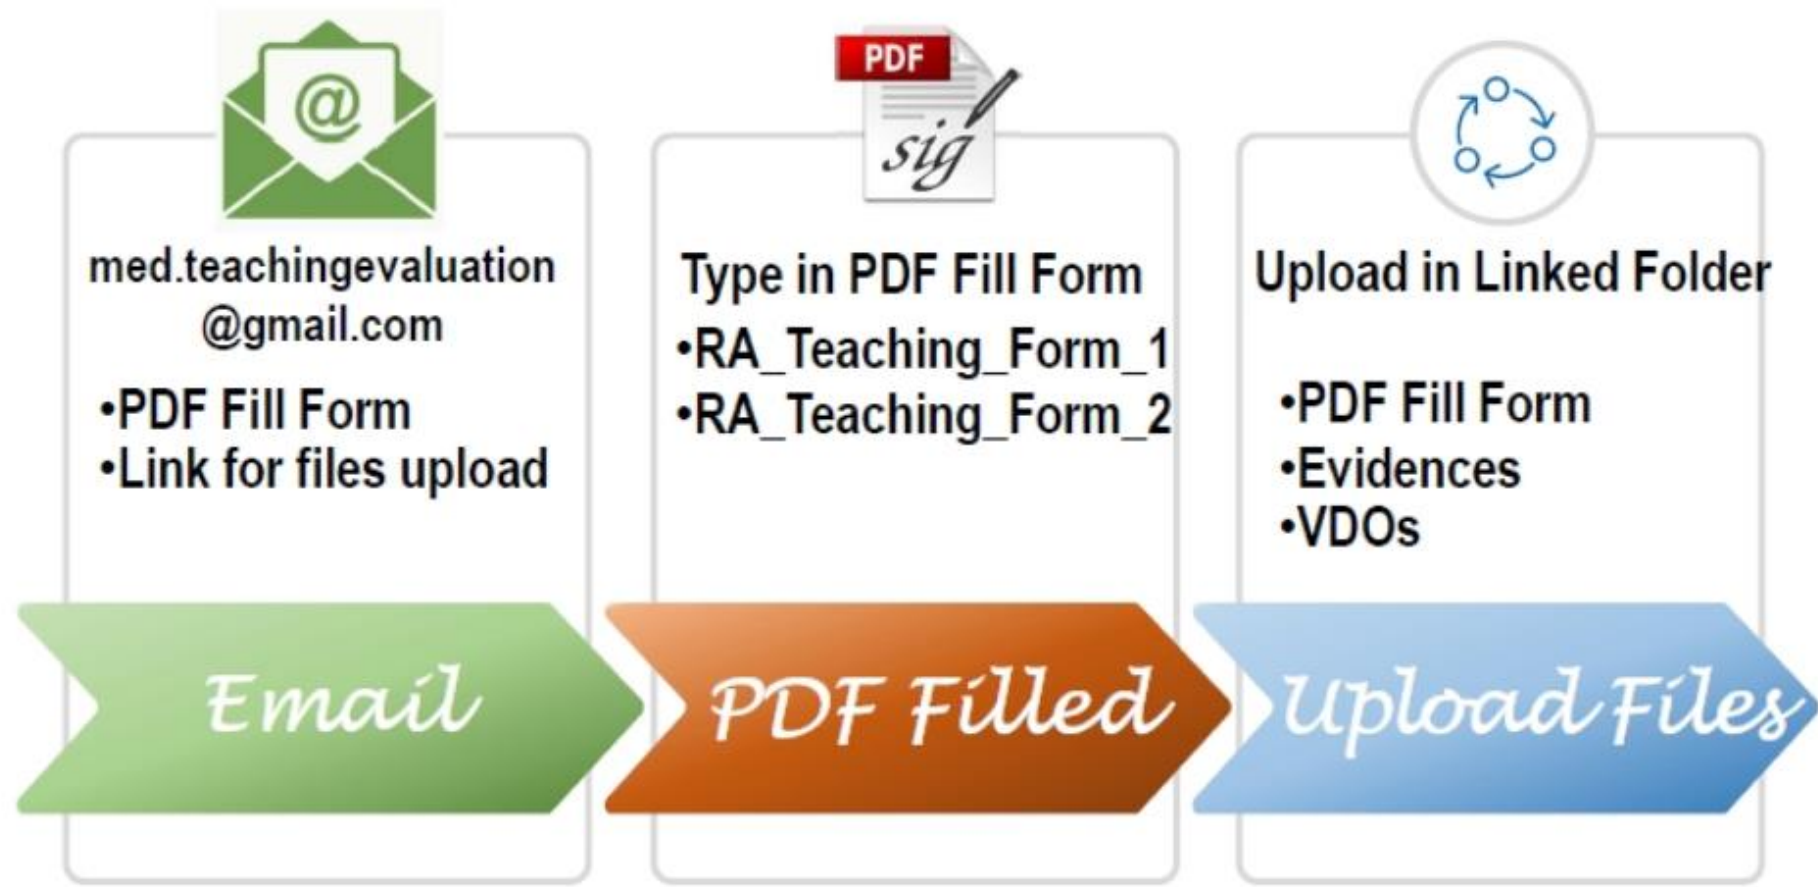 @
med.teachingevaluation
@gmail.com
•PDF Fill Form
•Link for files upload
Email
PDF
sig
Type in PDF Fill Form
•RA_Teaching_Form_1
•RA_Teaching_Form_2
PDF Filled
Upload in Linked Folder
•PDF Fill Form
•Evidences
•VDOs
Upload Files